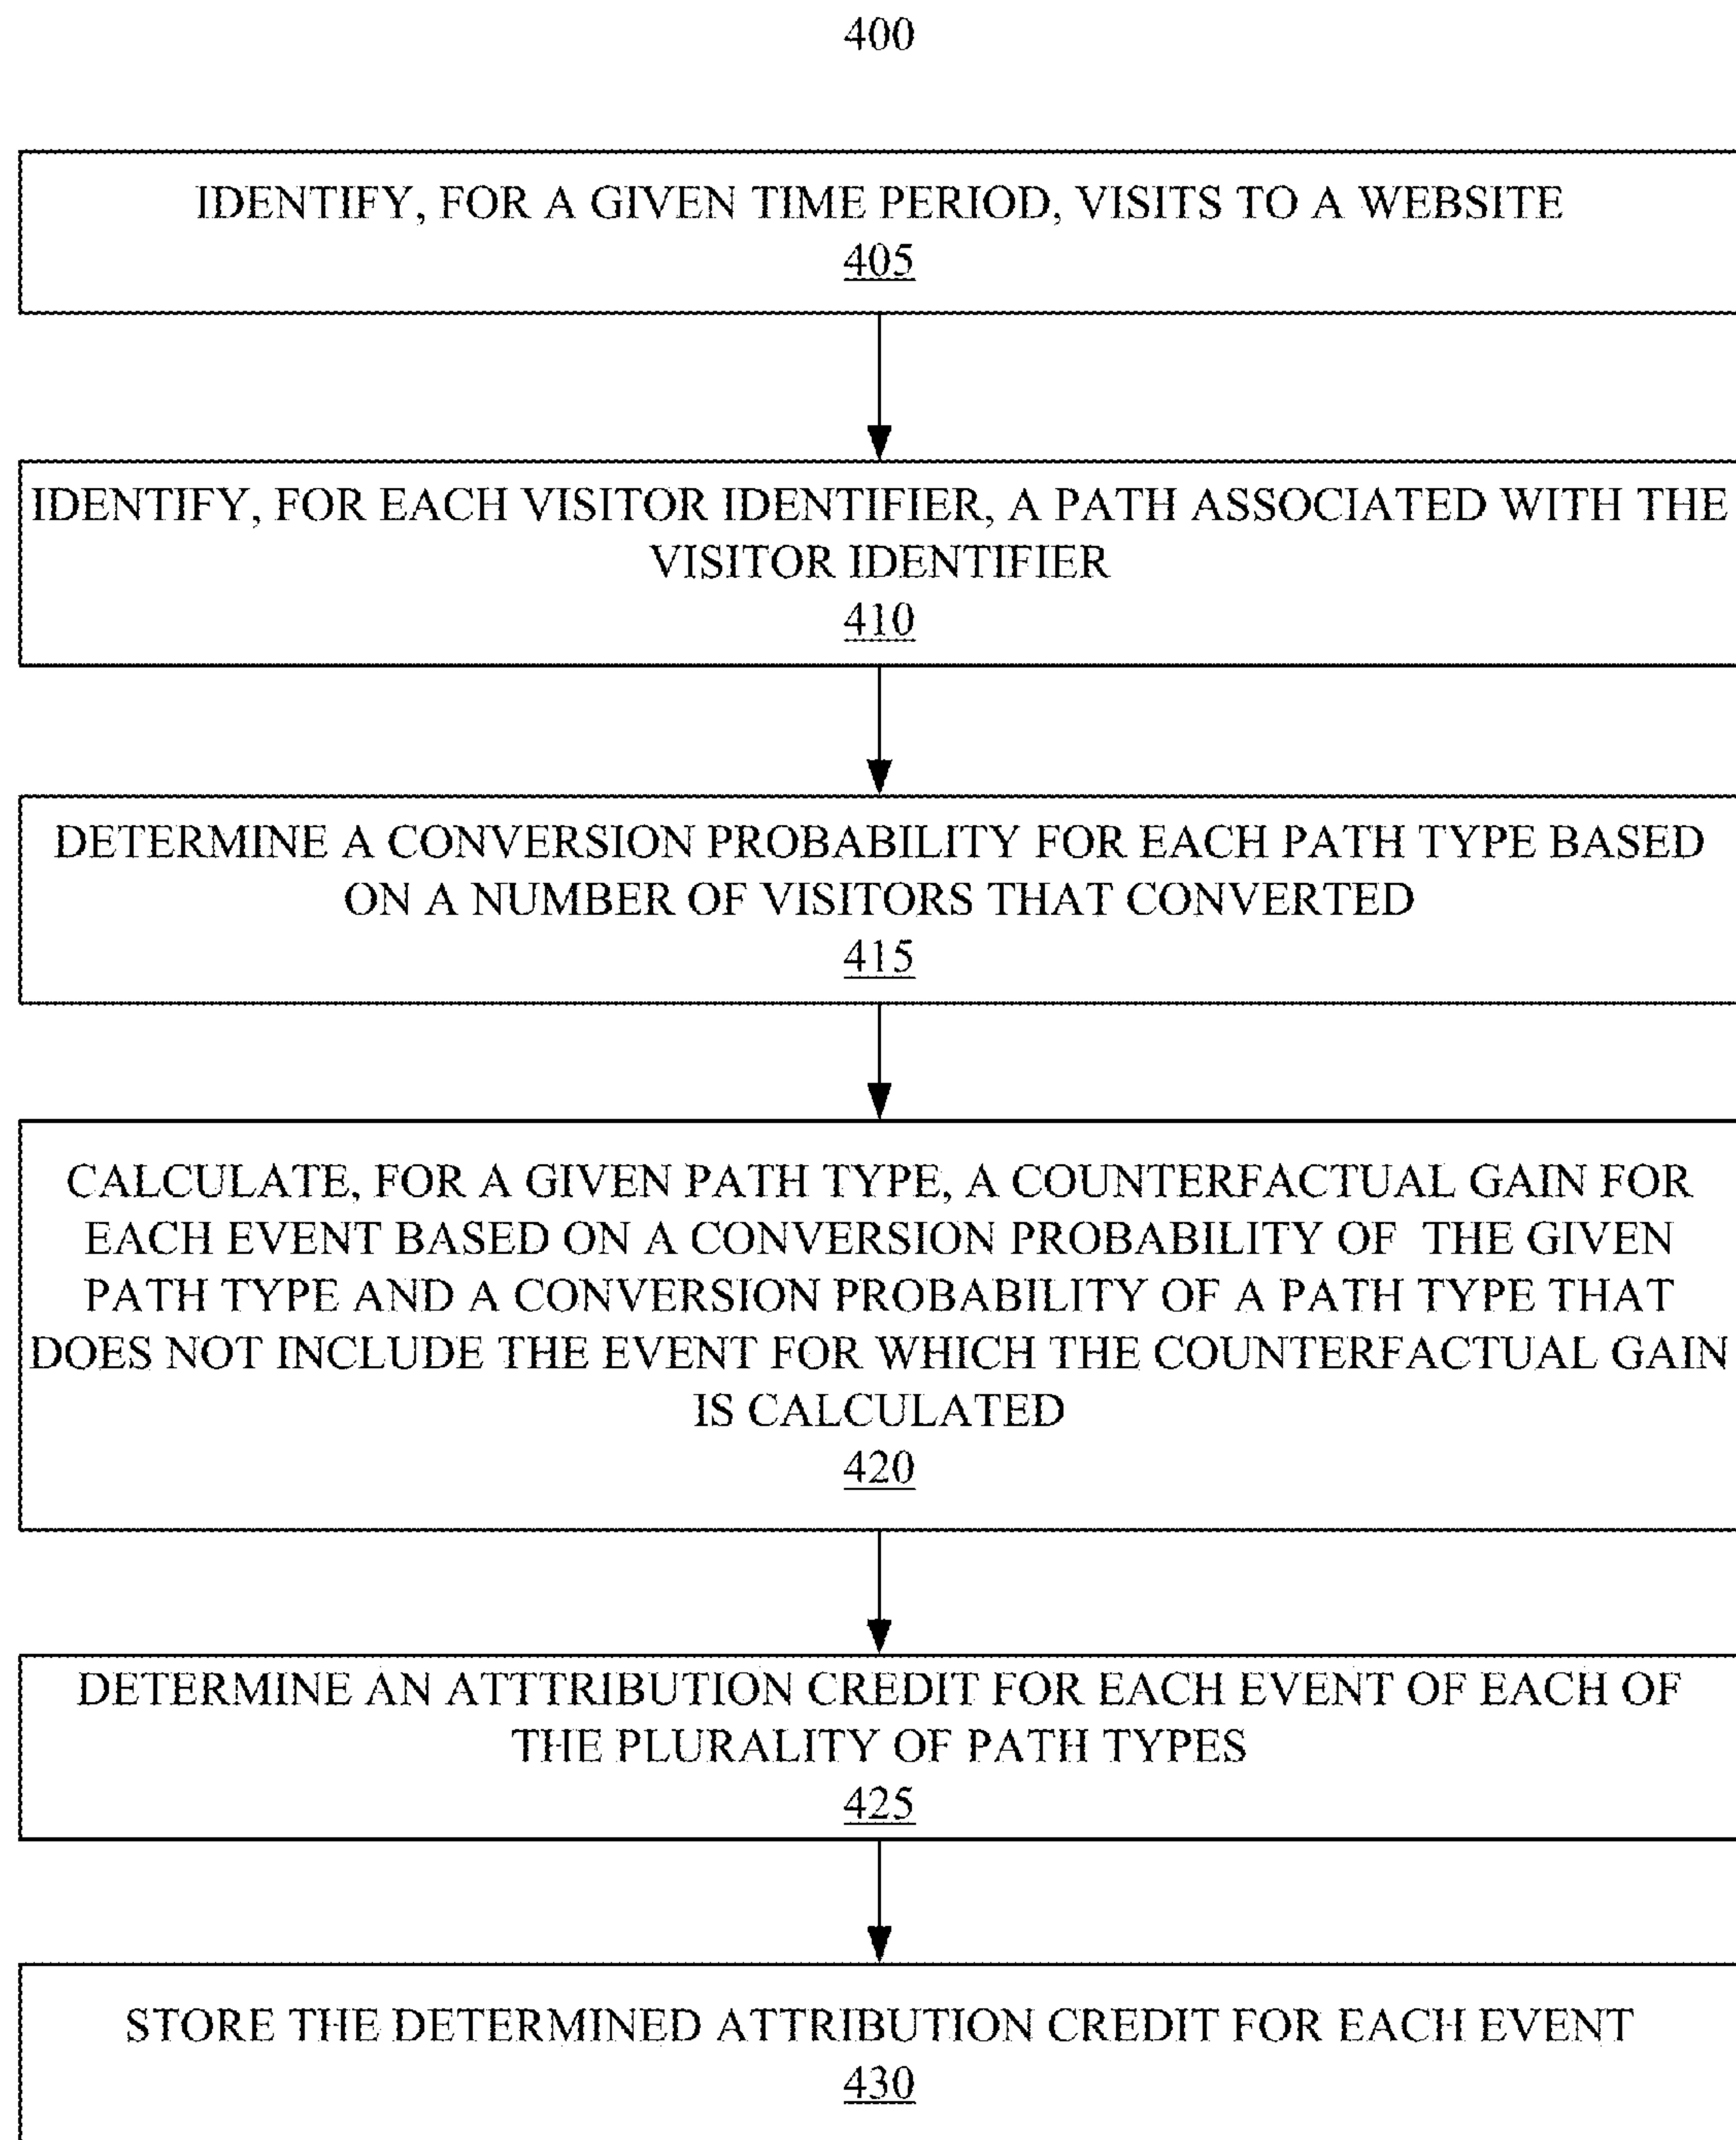 400
IDENTIFY, FOR A GIVEN TIME PERIOD, VISITS TO A WEBSITE
405
IDENTIFY, FOR EACH VISITOR IDENTIFIER, A PATH ASSOCIATED WITH THE
VISITOR IDENTIFIER
410
DETERMINE A CONVERSION PROBABILITY FOR EACH PATH TYPE BASED
ON A NUMBER OF VISITORS THAT CONVERTED
415
CALCULATE, FOR A GIVEN PATH TYPE, A COUNTERFACTUAL GAIN FOR
EACH EVENT BASED ON A CONVERSION PROBABILITY OF THE GIVEN
PATH TYPE AND A CONVERSION PROBABILITY OF A PATH TYPE THAT
DOES NOT INCLUDE THE EVENT FOR WHICH THE COUNTERFACTUAL GAIN
IS CALCULATED
420
DETERMINE AN ATTTRIBUTION CREDIT FOR EACH EVENT OF EACH OF
THE PLURALITY OF PATH TYPES
425
STORE THE DETERMINED ATTRIBUTION CREDIT FOR EACH EVENT
430